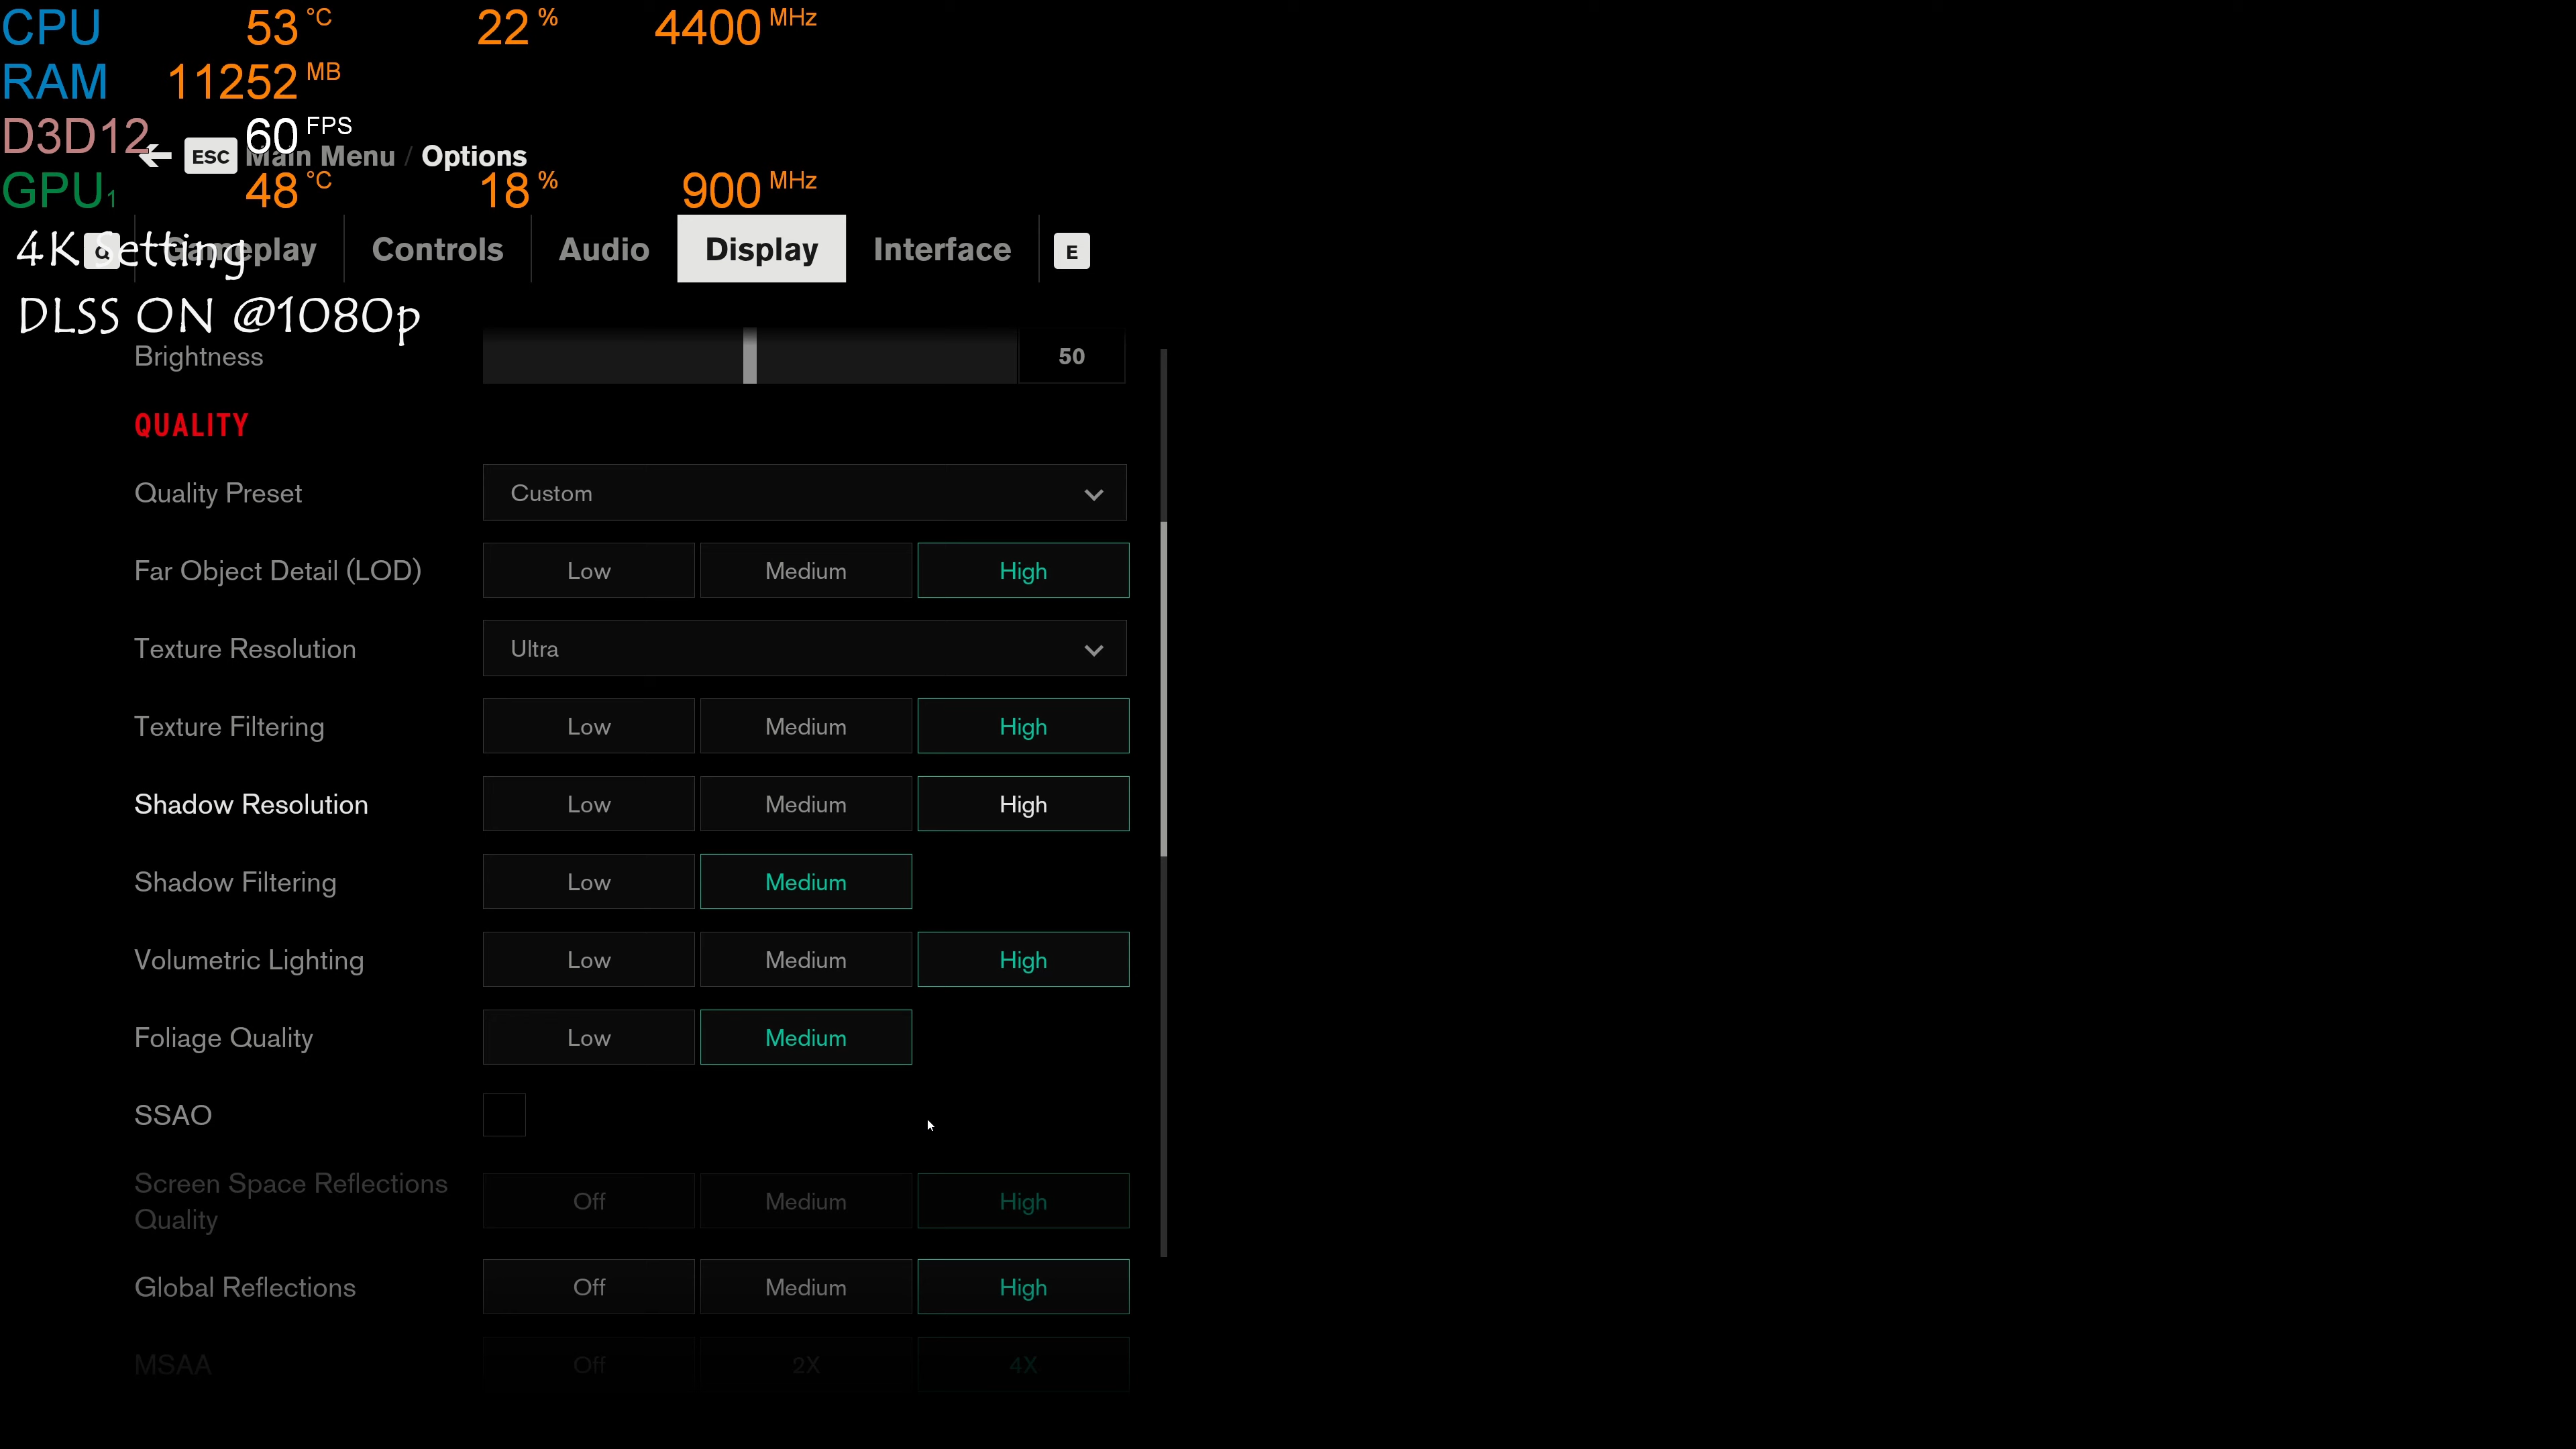 CPU 53 °C 22 % 4400 MHz
RAM 11252 MB
D3D12 60 FPS
ESC Main Menu / Options
GPU1 48 °C 18 % 900 MHz
4K Setting
Q Gameplay Controls Audio Display Interface E
DLSS ON @1080p
Brightness 50
QUALITY
Quality Preset Custom
Far Object Detail (LOD) Low Medium High
Texture Resolution Ultra
Texture Filtering Low Medium High
Shadow Resolution Low Medium High
Shadow Filtering Low Medium
Volumetric Lighting Low Medium High
Foliage Quality Low Medium
SSAO
Screen Space Reflections
Quality Off Medium High
Global Reflections Off Medium High
MSAA Off 2X 4X